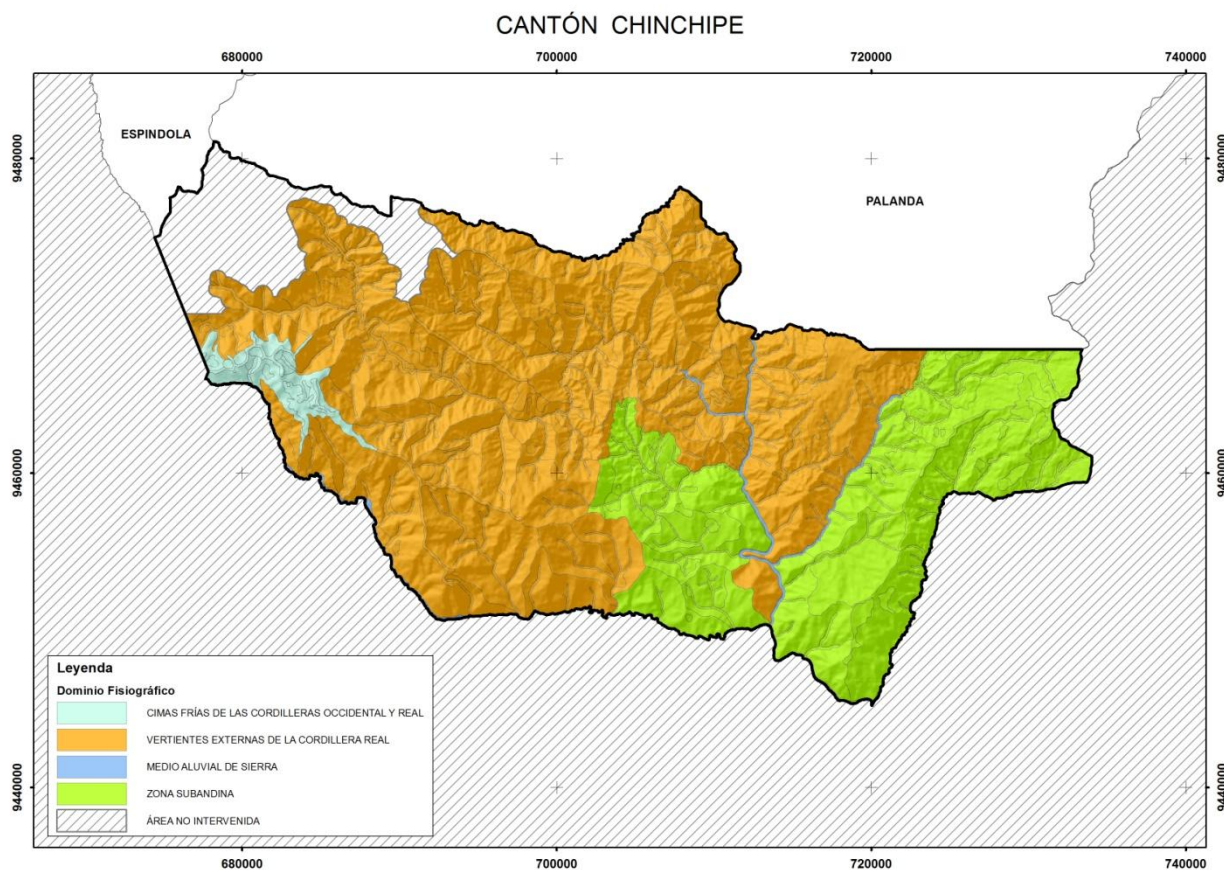 CANTÓN CHINCHIPE
680000
700000
720000
740000
ESPINDOLA
9480000
9480000
PALANDA
9460000
9460000
Leyenda
Dominio Fisiográfico
CIMAS FRÍAS DE LAS CORDILLERAS OCCIDENTAL Y REAL
VERTIENTES EXTERNAS DE LA CORDILLERA REAL
MEDIO ALUVIAL DE SIERRA
ZONA SUBANDINA
ÁREA NO INTERVENIDA
9440000
9440000
680000
700000
720000
740000